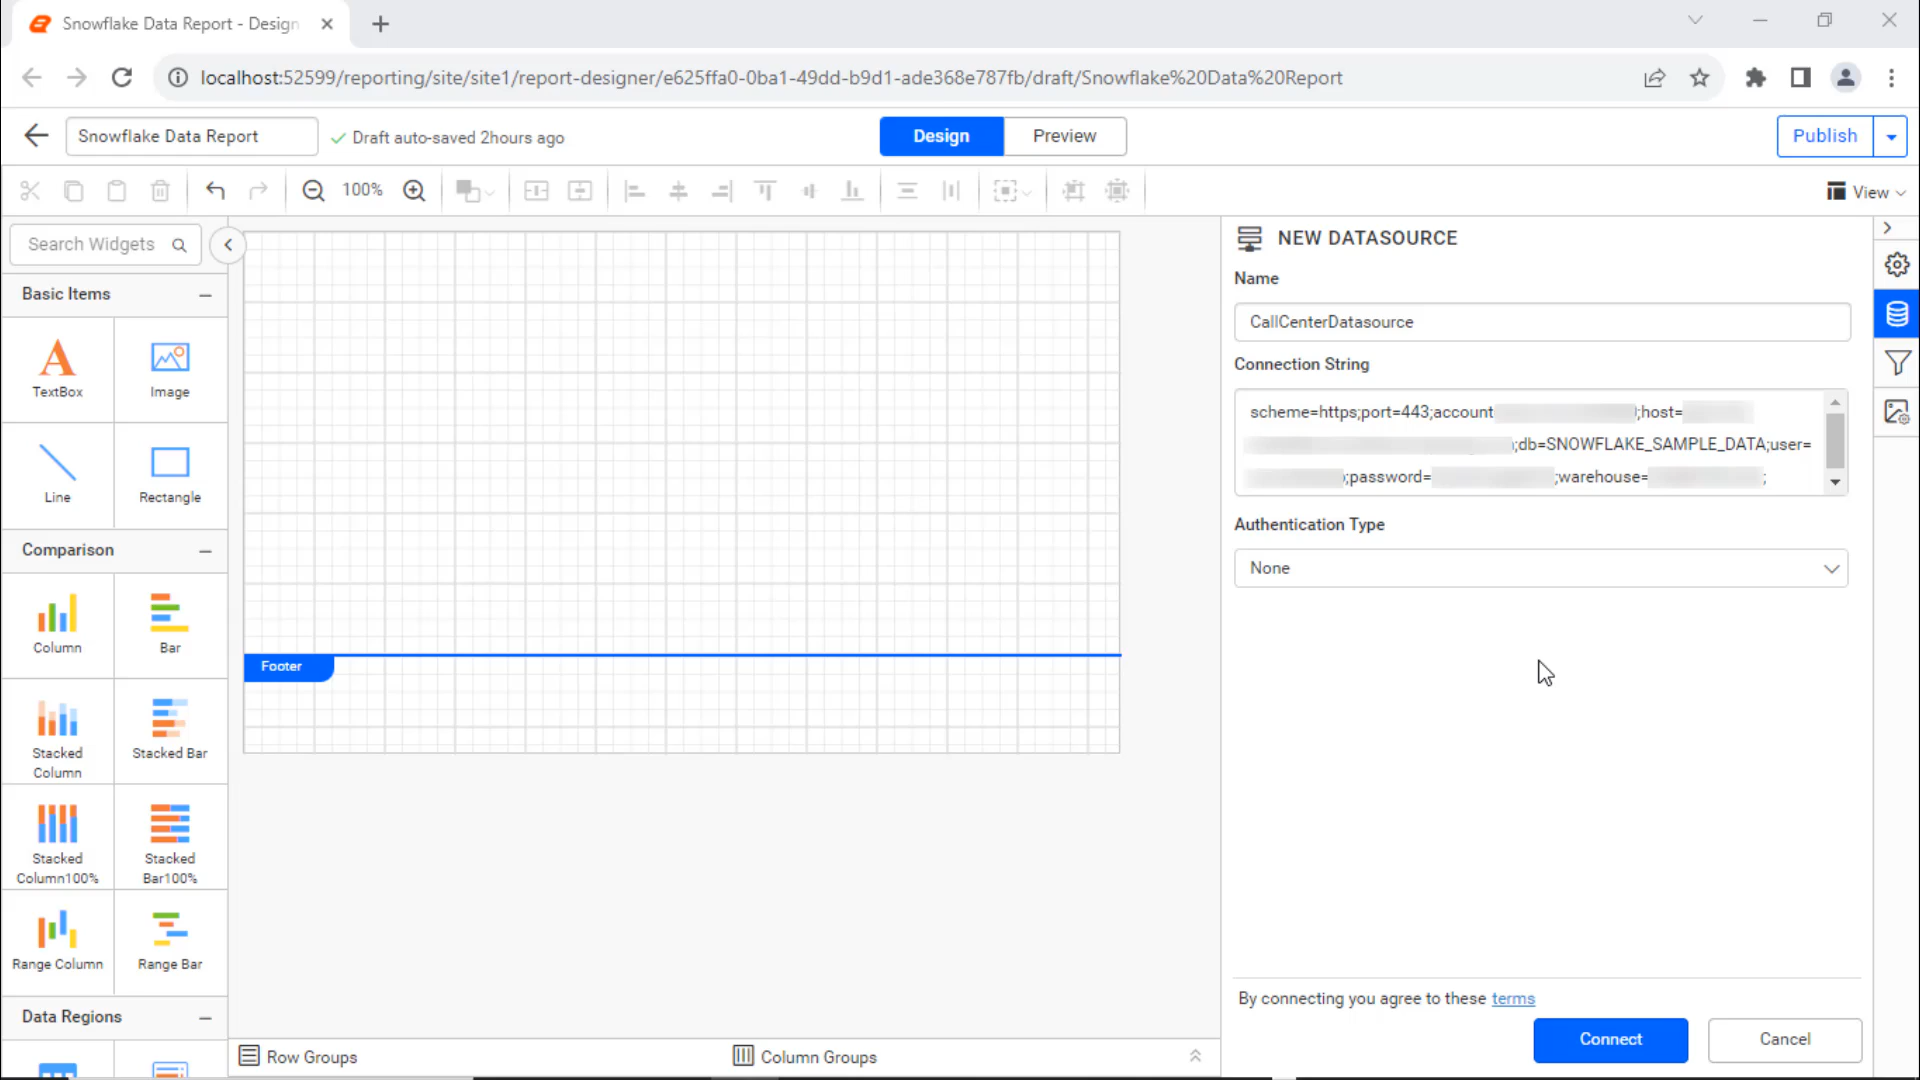 Snowflake Data Report - Design
localhost:52599/reporting/site/site1/report-designer/e625ffa0-0ba1-49dd-b9d1-ade368e787fb/draft/Snowflake%20Data%20Report
Snowflake Data Report
Draft auto-saved 2hours ago
Design
Preview
Publish
100%
View
Search Widgets
Basic Items
TextBox
Image
Line
Rectangle
Comparison
Column
Bar
Stacked
Column
Stacked Bar
Stacked
Column100%
Stacked
Bar100%
Range Column
Range Bar
Data Regions
Footer
Row Groups
Column Groups
NEW DATASOURCE
Name
CallCenterDatasource
Connection String
scheme=https;port=443;account ;host=
;db=SNOWFLAKE_SAMPLE_DATA;user=
;password= ;warehouse= ;
Authentication Type
None
By connecting you agree to these terms
Connect
Cancel